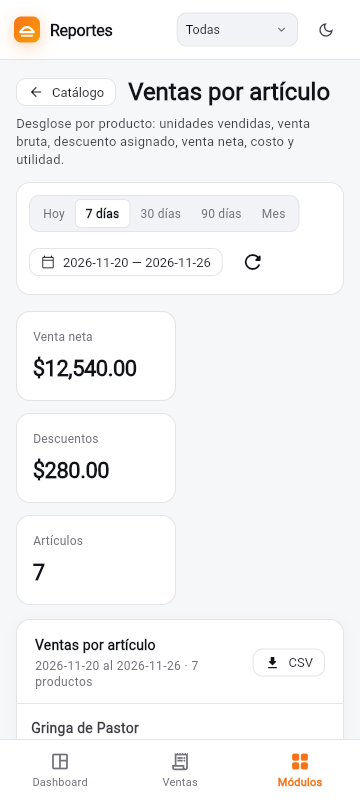 Reportes
Todas
Catálogo
Ventas por artículo
Desglose por producto: unidades vendidas, venta
bruta, descuento asignado, venta neta, costo y
utilidad.
Hoy
7 días
30 días
90 días
Mes
2026-11-20 — 2026-11-26
Venta neta
$12,540.00
Descuentos
$280.00
Artículos
7
Ventas por artículo
2026-11-20 al 2026-11-26 · 7
productos
CSV
Gringa de Pastor
Dashboard
Ventas
Módulos